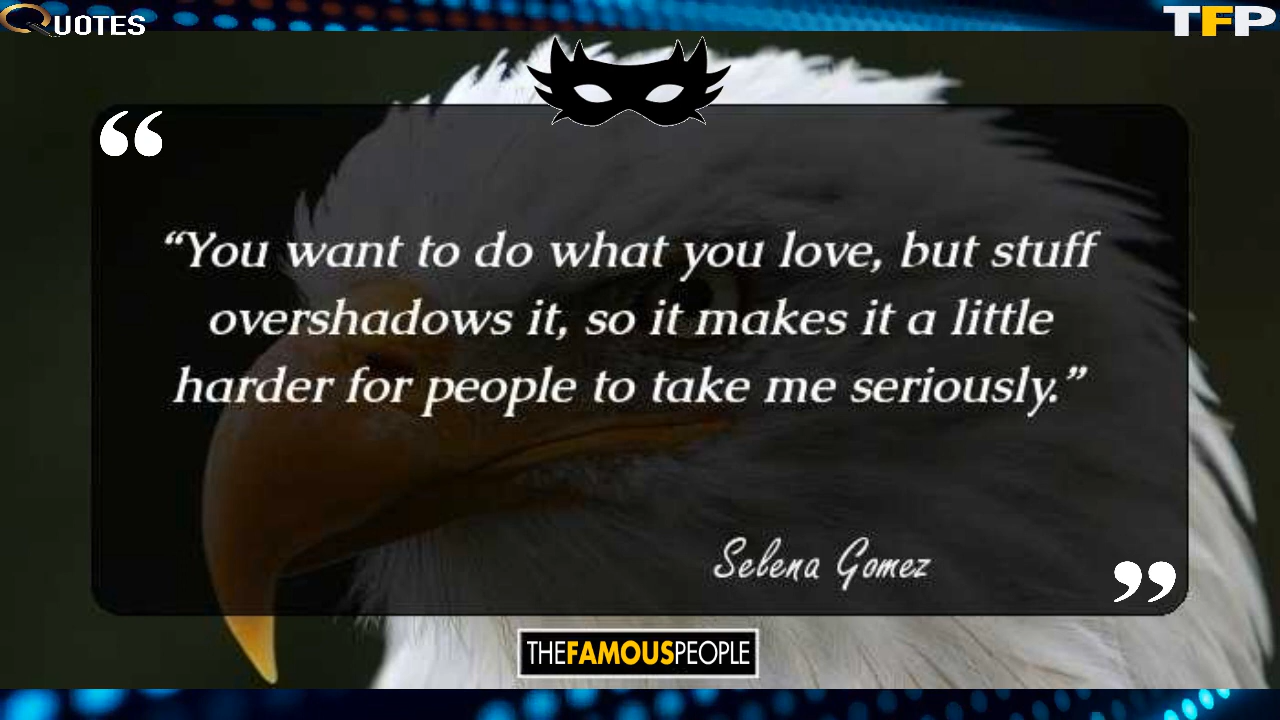 QUOTES
TFP
“
“You want to do what you love, but stuff
overshadows it, so it makes it a little
harder for people to take me seriously.”
Selena Gomez
”
THEFAMOUSPEOPLE